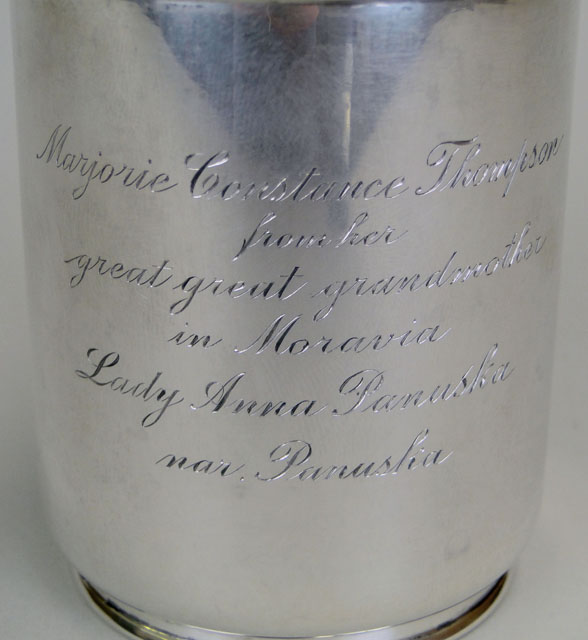 Marjorie Constance Thompson
from her
great great grandmother
in Moravia
Lady Anna Panuska
nar. Panuska